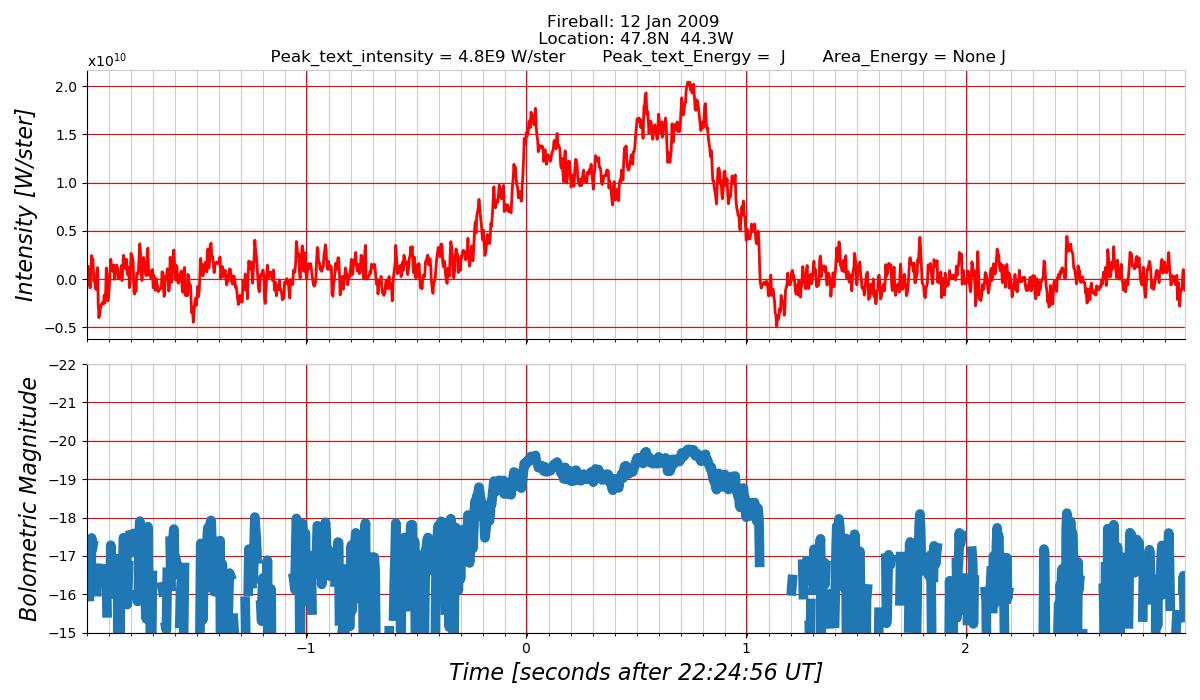 Fireball: 12 Jan 2009
Location: 47.8N  44.3W
Peak_text_intensity = 4.8E9 W/ster        Peak_text_Energy =  J        Area_Energy = None J
x10¹⁰
2.0
1.5
1.0
0.5
0.0
−0.5
Intensity [W/ster]
−22
−21
−20
−19
−18
−17
−16
−15
Bolometric Magnitude
−1 0 1 2
Time [seconds after 22:24:56 UT]